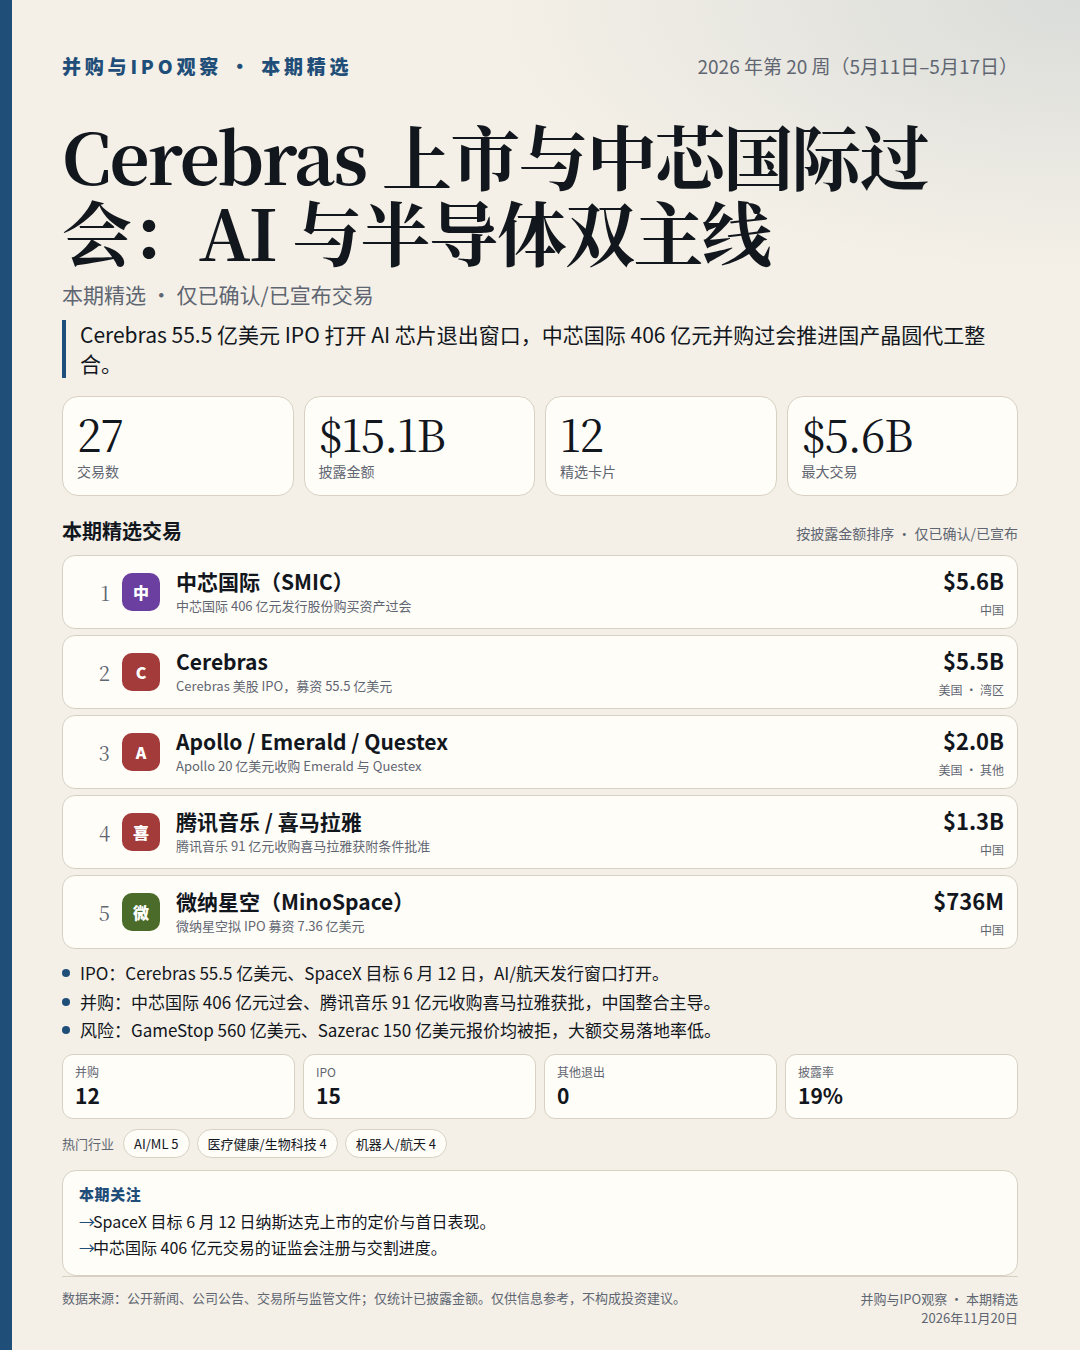 并购与IPO观察 · 本期精选
2026 年第 20 周（5月11日–5月17日）
Cerebras 上市与中芯国际过
会：AI 与半导体双主线
本期精选 · 仅已确认/已宣布交易
Cerebras 55.5 亿美元 IPO 打开 AI 芯片退出窗口，中芯国际 406 亿元并购过会推进国产晶圆代工整
合。
27
交易数
$15.1B
披露金额
12
精选卡片
$5.6B
最大交易
本期精选交易
按披露金额排序 · 仅已确认/已宣布
1
中
中芯国际（SMIC）
中芯国际 406 亿元发行股份购买资产过会
$5.6B
中国
2
C
Cerebras
Cerebras 美股 IPO，募资 55.5 亿美元
$5.5B
美国 · 湾区
3
A
Apollo / Emerald / Questex
Apollo 20 亿美元收购 Emerald 与 Questex
$2.0B
美国 · 其他
4
喜
腾讯音乐 / 喜马拉雅
腾讯音乐 91 亿元收购喜马拉雅获附条件批准
$1.3B
中国
5
微
微纳星空（MinoSpace）
微纳星空拟 IPO 募资 7.36 亿美元
$736M
中国
IPO：Cerebras 55.5 亿美元、SpaceX 目标 6 月 12 日，AI/航天发行窗口打开。
并购：中芯国际 406 亿元过会、腾讯音乐 91 亿元收购喜马拉雅获批，中国整合主导。
风险：GameStop 560 亿美元、Sazerac 150 亿美元报价均被拒，大额交易落地率低。
并购
12
IPO
15
其他退出
0
披露率
19%
热门行业
AI/ML 5
医疗健康/生物科技 4
机器人/航天 4
本期关注
→SpaceX 目标 6 月 12 日纳斯达克上市的定价与首日表现。
→中芯国际 406 亿元交易的证监会注册与交割进度。
数据来源：公开新闻、公司公告、交易所与监管文件；仅统计已披露金额。仅供信息参考，不构成投资建议。
并购与IPO观察 · 本期精选
2026年11月20日